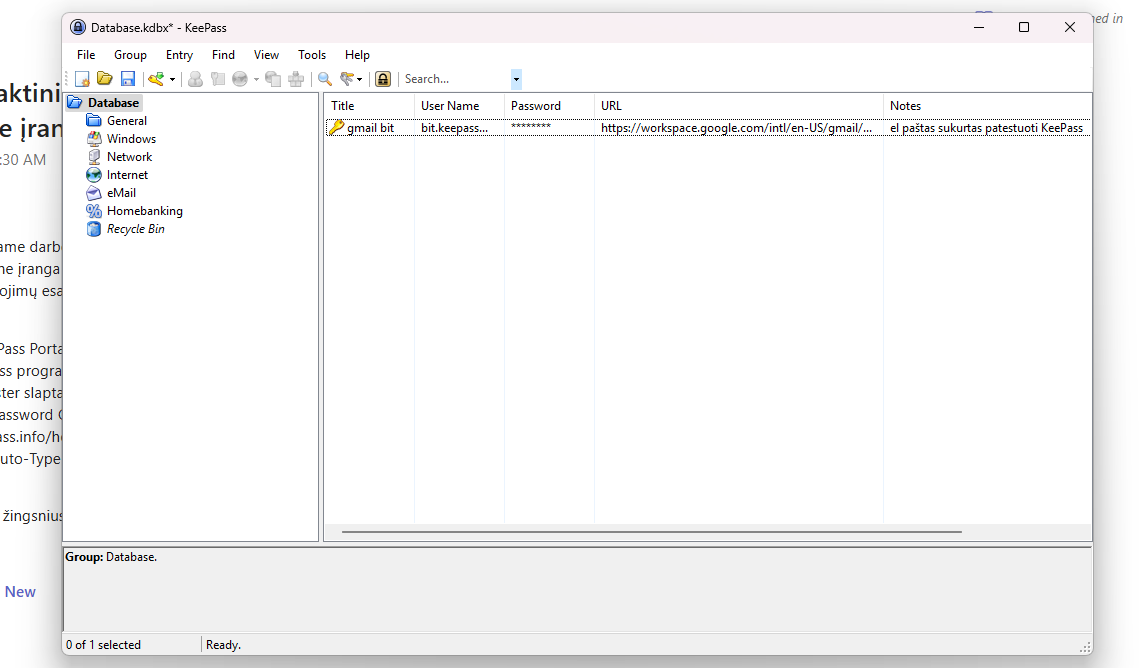 Database.kdbx* - KeePass
ned in
File Group Entry Find View Tools Help
Search...
aktini
e įran
:30 AM
ame darb
ne įranga
ojimų esa
Pass Porta
ss progra
ter slapta
assword
ass.info/h
uto-Type
žingsnius
New
Database
General
Windows
Network
Internet
eMail
Homebanking
Recycle Bin
Title User Name Password URL Notes
gmail bit bit.keepass... ******** https://workspace.google.com/intl/en-US/gmail/... el paštas sukurtas patestuoti KeePass
Group: Database.
0 of 1 selected Ready.